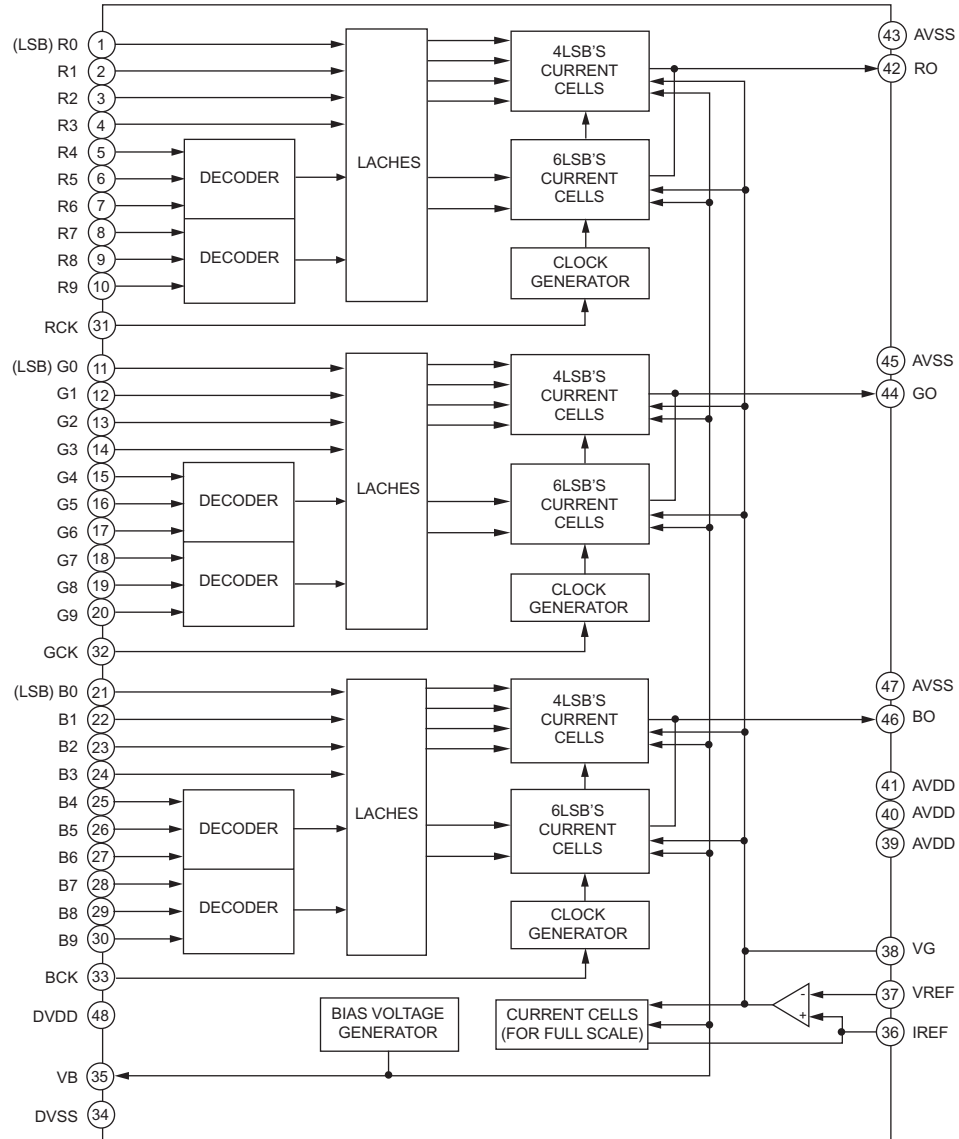 (LSB) R0 1
R1 2
R2 3
R3 4
R4 5
R5 6
R6 7
R7 8
R8 9
R9 10
RCK 31
DECODER
DECODER
LACHES
4LSB'S
CURRENT
CELLS
6LSB'S
CURRENT
CELLS
CLOCK
GENERATOR
43 AVSS
42 RO
(LSB) G0 11
G1 12
G2 13
G3 14
G4 15
G5 16
G6 17
G7 18
G8 19
G9 20
GCK 32
DECODER
DECODER
LACHES
4LSB'S
CURRENT
CELLS
6LSB'S
CURRENT
CELLS
CLOCK
GENERATOR
45 AVSS
44 GO
(LSB) B0 21
B1 22
B2 23
B3 24
B4 25
B5 26
B6 27
B7 28
B8 29
B9 30
BCK 33
DECODER
DECODER
LACHES
4LSB'S
CURRENT
CELLS
6LSB'S
CURRENT
CELLS
CLOCK
GENERATOR
47 AVSS
46 BO
41 AVDD
40 AVDD
39 AVDD
38 VG
37 VREF
36 IREF
-
+
DVDD 48
VB 35
DVSS 34
BIAS VOLTAGE
GENERATOR
CURRENT CELLS
(FOR FULL SCALE)